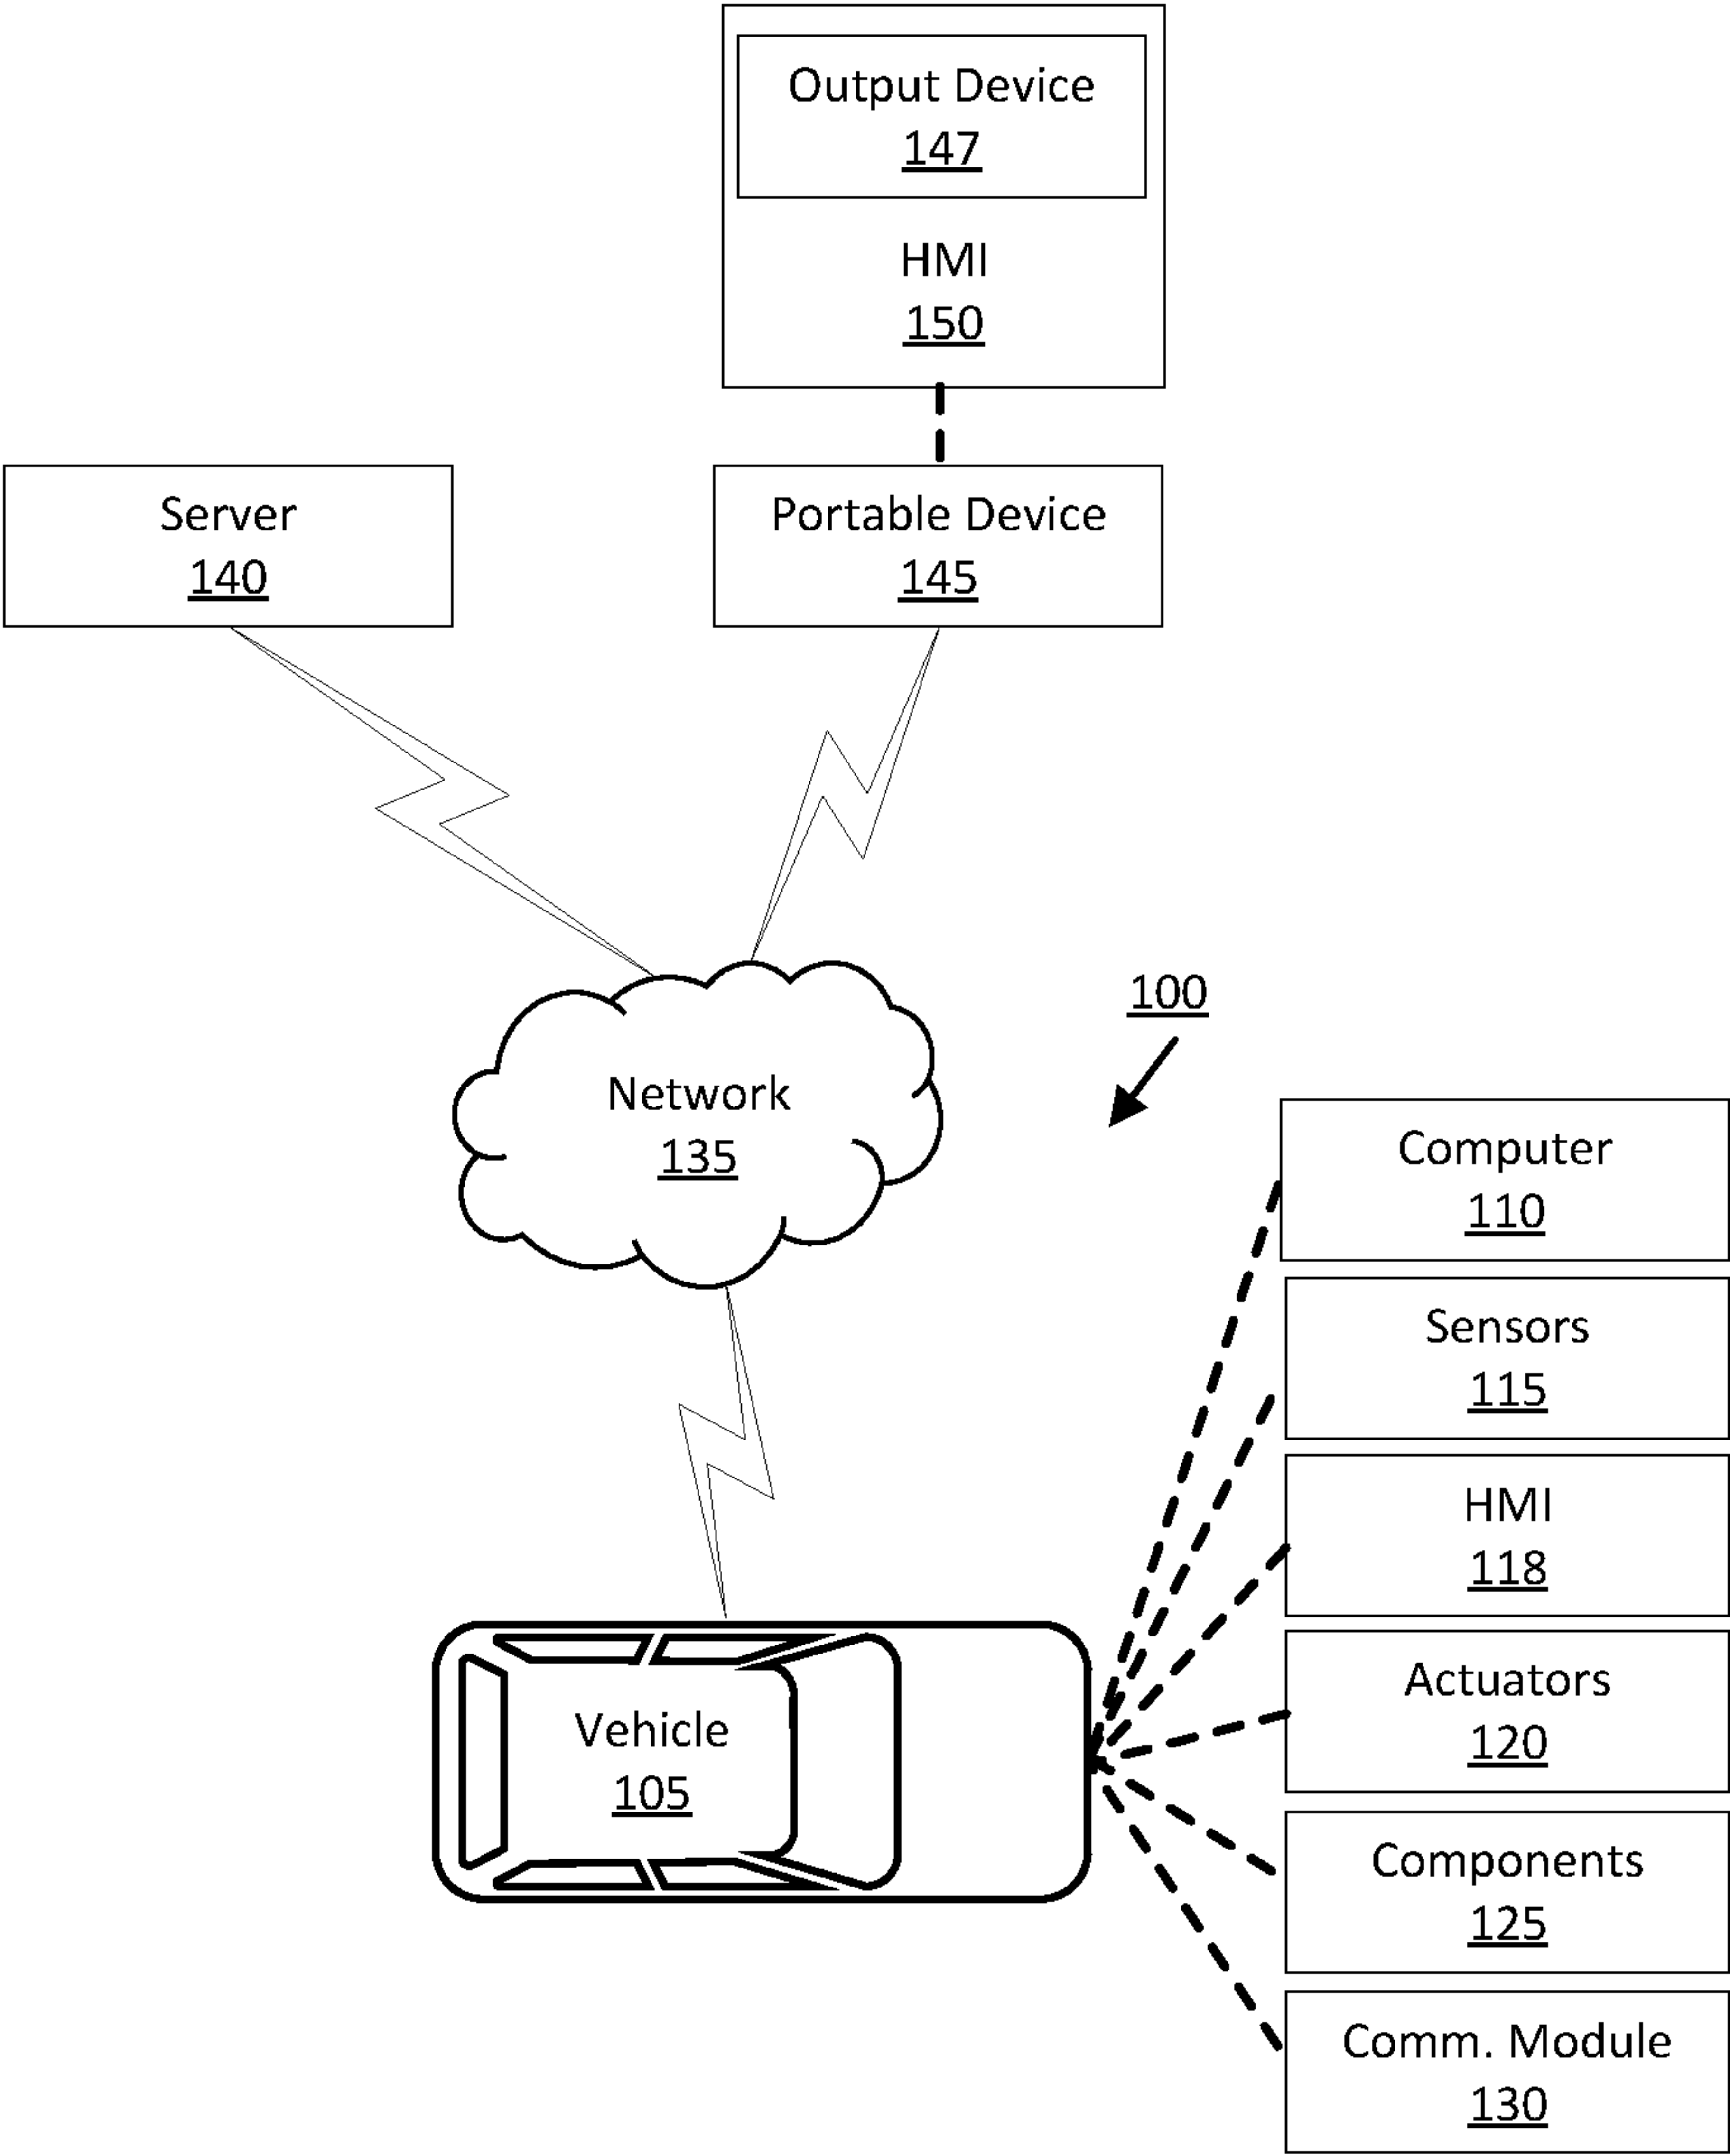 Output Device
147
HMI
150
Server
140
Portable Device
145
100
Network
135
Computer
110
Sensors
115
HMI
118
Actuators
120
Vehicle
105
Components
125
Comm. Module
130